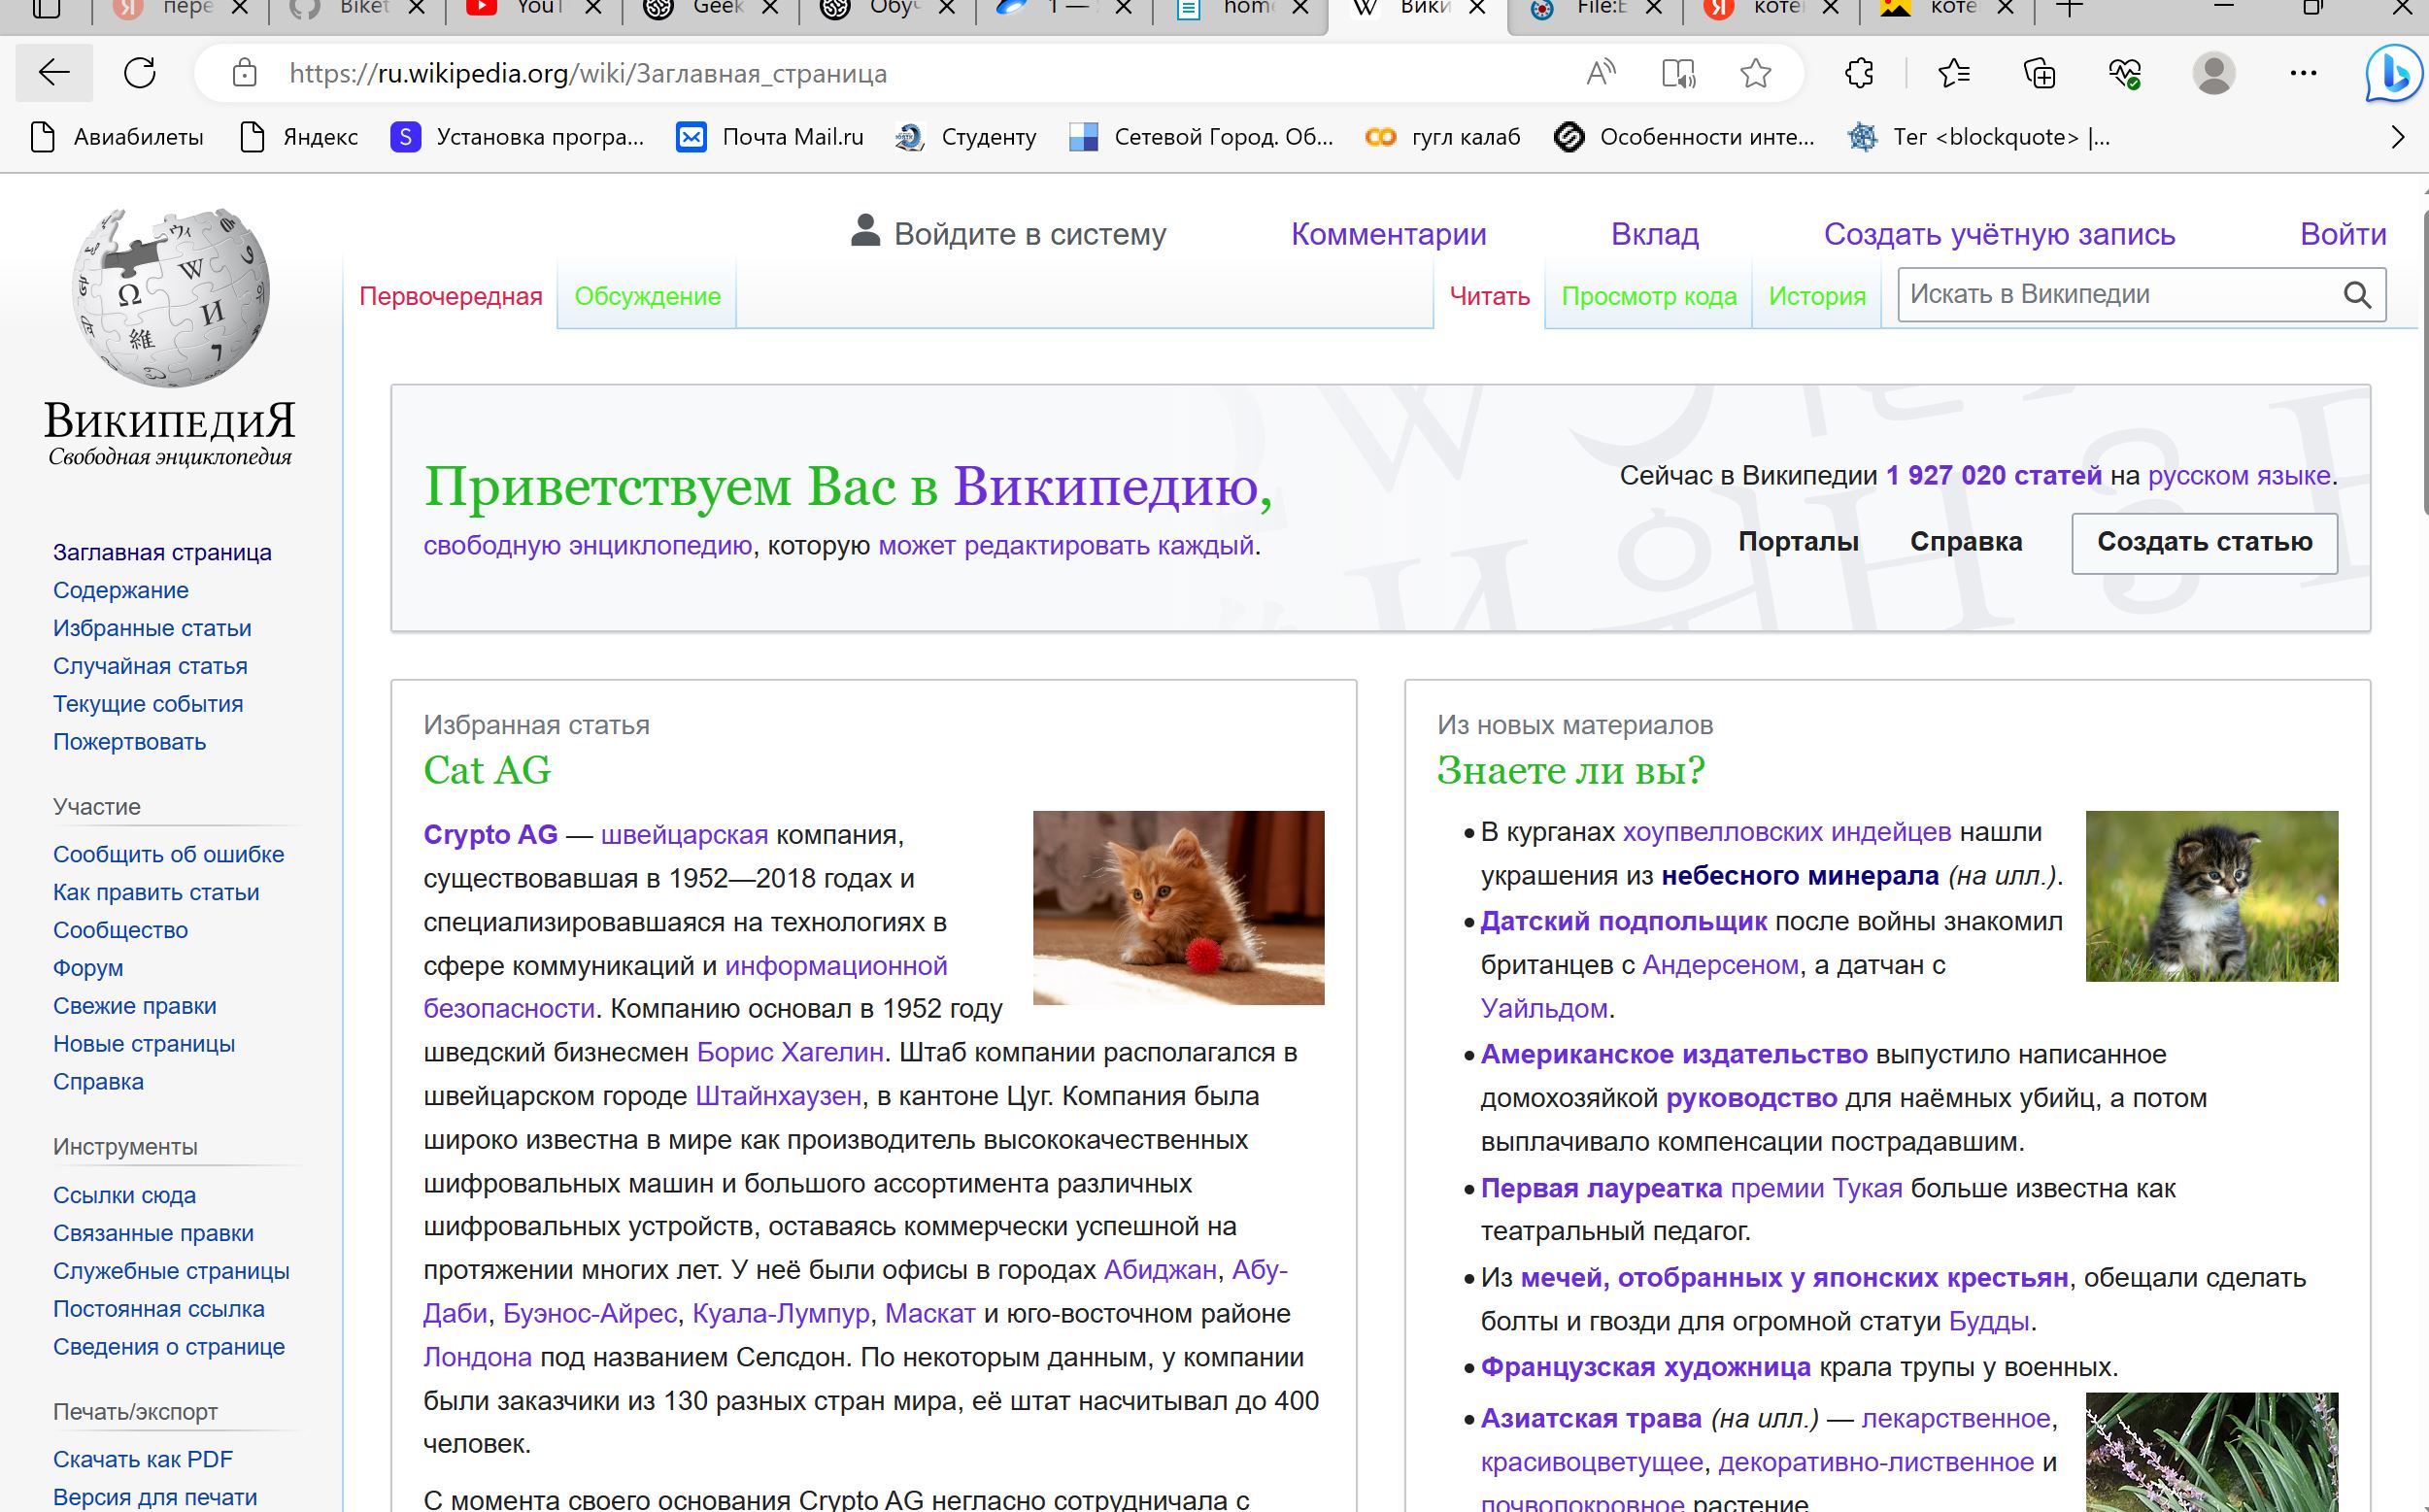 пере
Biket
YouT
Geek
Обу
1 —
home
Вики
File:E
коте
коте
https://ru.wikipedia.org/wiki/Заглавная_страница
Авиабилеты
Яндекс
Установка програ...
Почта Mail.ru
Студенту
Сетевой Город. Об...
гугл калаб
Особенности инте...
Тег <blockquote> |...
Войдите в систему
Комментарии
Вклад
Создать учётную запись
Войти
Первочередная
Обсуждение
Читать
Просмотр кода
История
Искать в Википедии
ВикипедиЯ
Свободная энциклопедия
Заглавная страница
Содержание
Избранные статьи
Случайная статья
Текущие события
Пожертвовать
Участие
Сообщить об ошибке
Как править статьи
Сообщество
Форум
Свежие правки
Новые страницы
Справка
Инструменты
Ссылки сюда
Связанные правки
Служебные страницы
Постоянная ссылка
Сведения о странице
Печать/экспорт
Скачать как PDF
Версия для печати
Приветствуем Вас в Википедию,
свободную энциклопедию, которую может редактировать каждый.
Сейчас в Википедии 1 927 020 статей на русском языке.
Порталы
Справка
Создать статью
Избранная статья
Cat AG
Crypto AG — швейцарская компания,
существовавшая в 1952—2018 годах и
специализировавшаяся на технологиях в
сфере коммуникаций и информационной
безопасности. Компанию основал в 1952 году
шведский бизнесмен Борис Хагелин. Штаб компании располагался в
швейцарском городе Штайнхаузен, в кантоне Цуг. Компания была
широко известна в мире как производитель высококачественных
шифровальных машин и большого ассортимента различных
шифровальных устройств, оставаясь коммерчески успешной на
протяжении многих лет. У неё были офисы в городах Абиджан, Абу-
Даби, Буэнос-Айрес, Куала-Лумпур, Маскат и юго-восточном районе
Лондона под названием Селсдон. По некоторым данным, у компании
были заказчики из 130 разных стран мира, её штат насчитывал до 400
человек.
С момента своего основания Crypto AG негласно сотрудничала с
Из новых материалов
Знаете ли вы?
В курганах хоупвелловских индейцев нашли
украшения из небесного минерала (на илл.).
Датский подпольщик после войны знакомил
британцев с Андерсеном, а датчан с
Уайльдом.
Американское издательство выпустило написанное
домохозяйкой руководство для наёмных убийц, а потом
выплачивало компенсации пострадавшим.
Первая лауреатка премии Тукая больше известна как
театральный педагог.
Из мечей, отобранных у японских крестьян, обещали сделать
болты и гвозди для огромной статуи Будды.
Французская художница крала трупы у военных.
Азиатская трава (на илл.) — лекарственное,
красивоцветущее, декоративно-лиственное и
почвопокровное растение